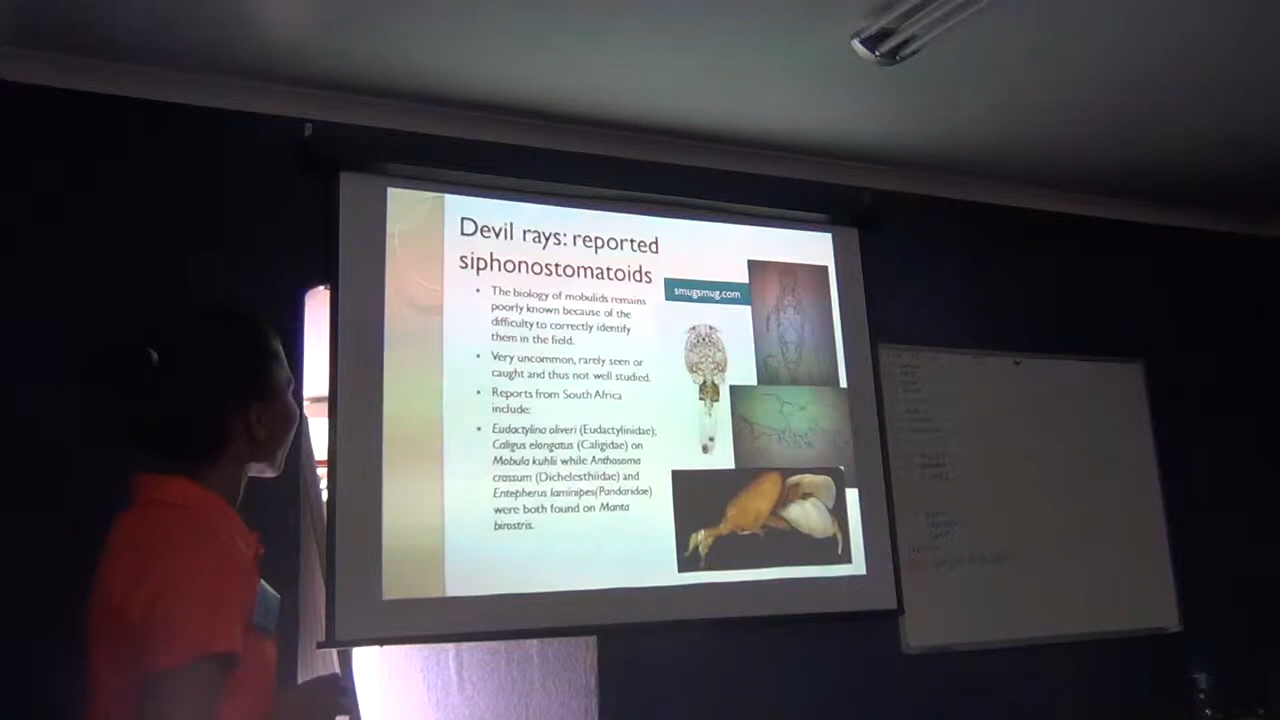 Devil rays: reported
siphonostomatoids
smugsmug.com
• The biology of mobulids remains
poorly known because of the
difficulty to correctly identify
them in the field.
• Very uncommon, rarely seen or
caught and thus not well studied.
• Reports from South Africa
include:
• Eudactylina oliveri (Eudactylinidae);
Caligus elongatus (Caligidae) on
Mobula kuhlii while Anthosoma
crassum (Dichelesthiidae) and
Entepherus laminipes(Pandaridae)
were both found on Manta
birostris.